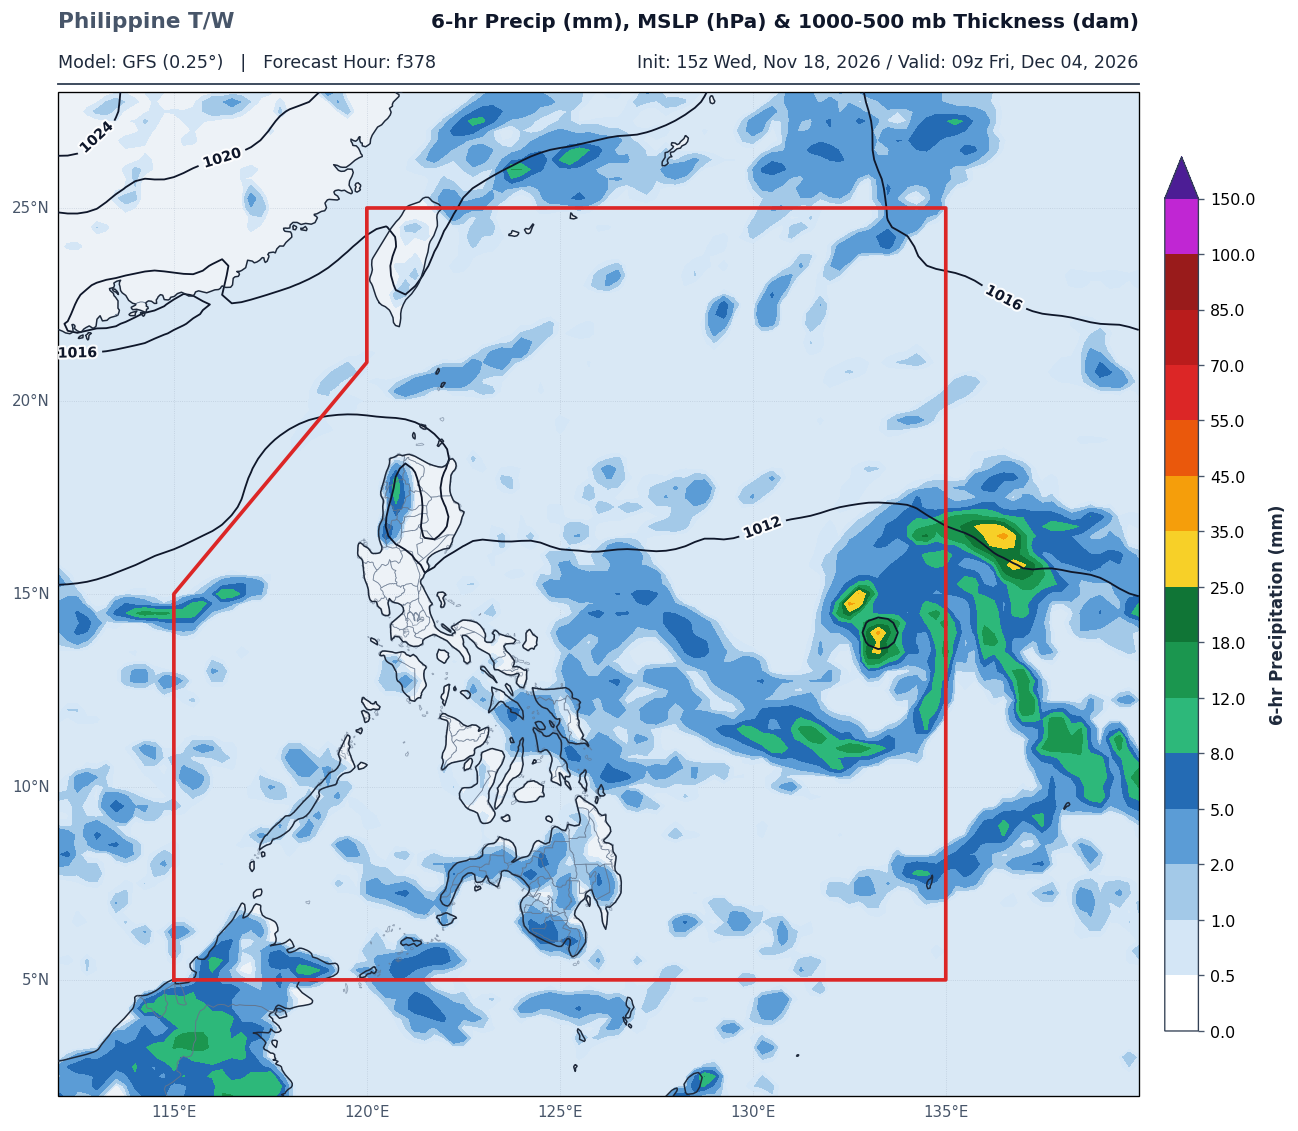 Philippine T/W
6-hr Precip (mm), MSLP (hPa) & 1000-500 mb Thickness (dam)
Model: GFS (0.25°) | Forecast Hour: f378
Init: 15z Wed, Nov 18, 2026 / Valid: 09z Fri, Dec 04, 2026
1024
1020
1016
1016
1012
25°N
20°N
15°N
10°N
5°N
115°E
120°E
125°E
130°E
135°E
150.0
100.0
85.0
70.0
55.0
45.0
35.0
25.0
18.0
12.0
8.0
5.0
2.0
1.0
0.5
0.0
6-hr Precipitation (mm)